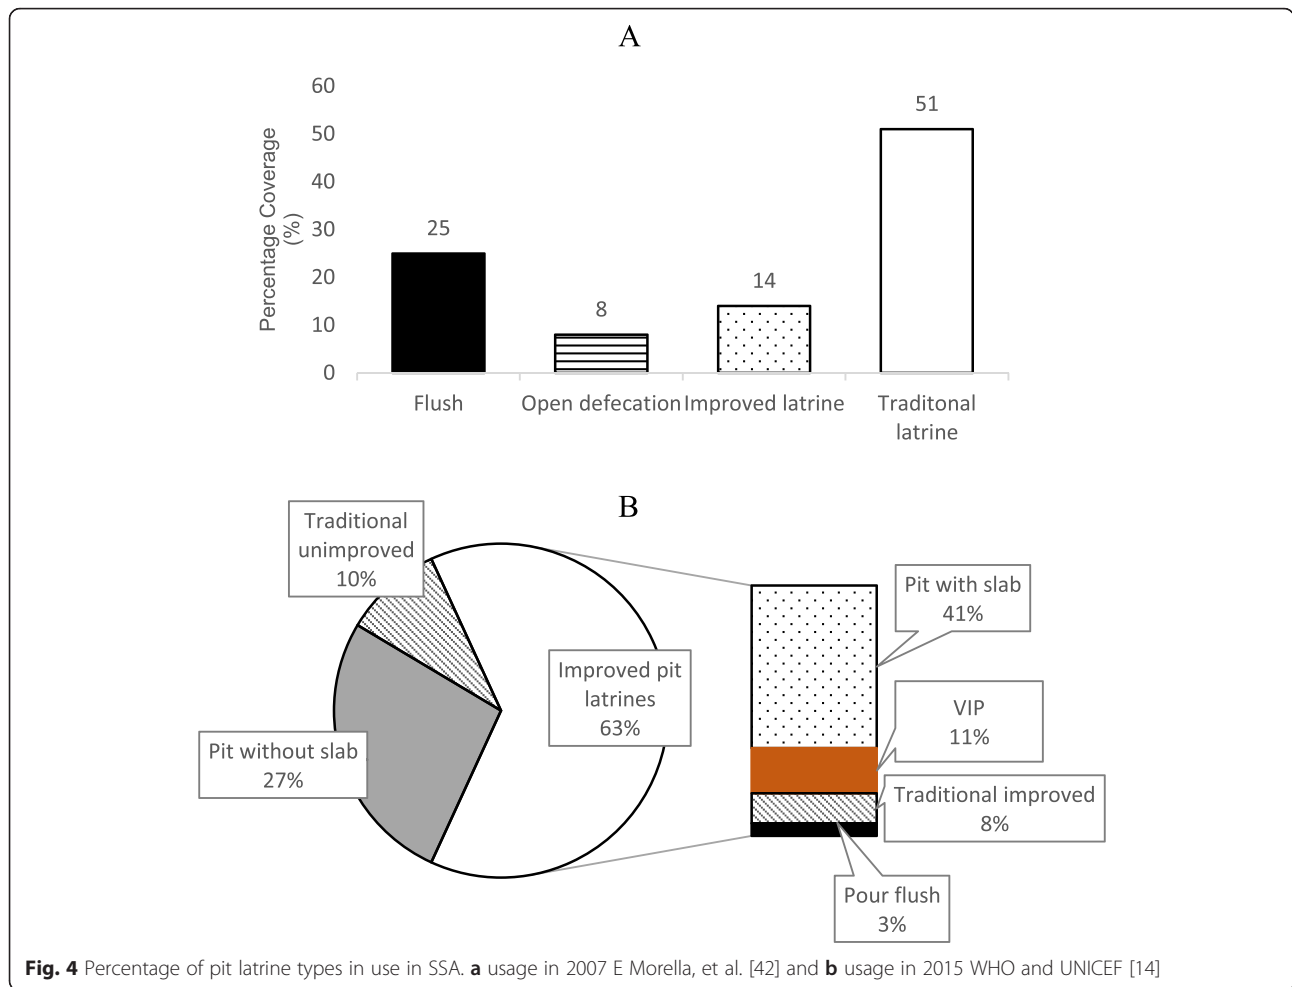 A
60
50
40
30
20
10
0
Percentage Coverage
(%)
25
8
14
51
Flush
Open defecation
Improved latrine
Traditonal
latrine
B
Traditional
unimproved
10%
Pit without slab
27%
Improved pit
latrines
63%
Pit with slab
41%
VIP
11%
Traditional improved
8%
Pour flush
3%
Fig. 4 Percentage of pit latrine types in use in SSA. a usage in 2007 E Morella, et al. [42] and b usage in 2015 WHO and UNICEF [14]